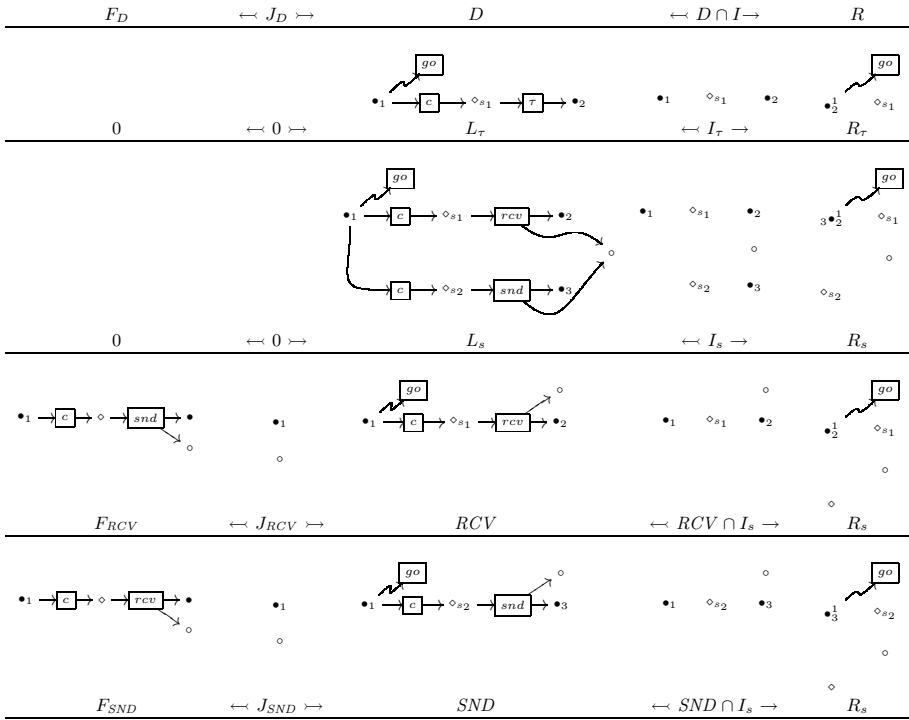 F_D ↢ J_D ↣ D ↢ D ∩ I → R
go go
•1 c ◇s1 τ •2 •1 ◇s1 •2 •½ ◇s1
0 ↢ 0 ↣ L_τ ↢ I_τ → R_τ
go go
•1 c ◇s1 rcv •2 •1 ◇s1 •2 3•½ ◇s1
○ ○ ○
c ◇s2 snd •3 ◇s2 •3 ◇s2
0 ↢ 0 ↣ L_s ↢ I_s → R_s
go ○ ○ go
•1 c ◇ snd • •1 •1 c ◇s1 rcv •2 •1 ◇s1 •2 •½ ◇s1
○ ○ ○
◇
F_RCV ↢ J_RCV ↣ RCV ↢ RCV ∩ I_s → R_s
go ○ ○ go
•1 c ◇ rcv • •1 •1 c ◇s2 snd •3 •1 ◇s2 •3 •⅓ ◇s2
○ ○ ○
◇
F_SND ↢ J_SND ↣ SND ↢ SND ∩ I_s → R_s